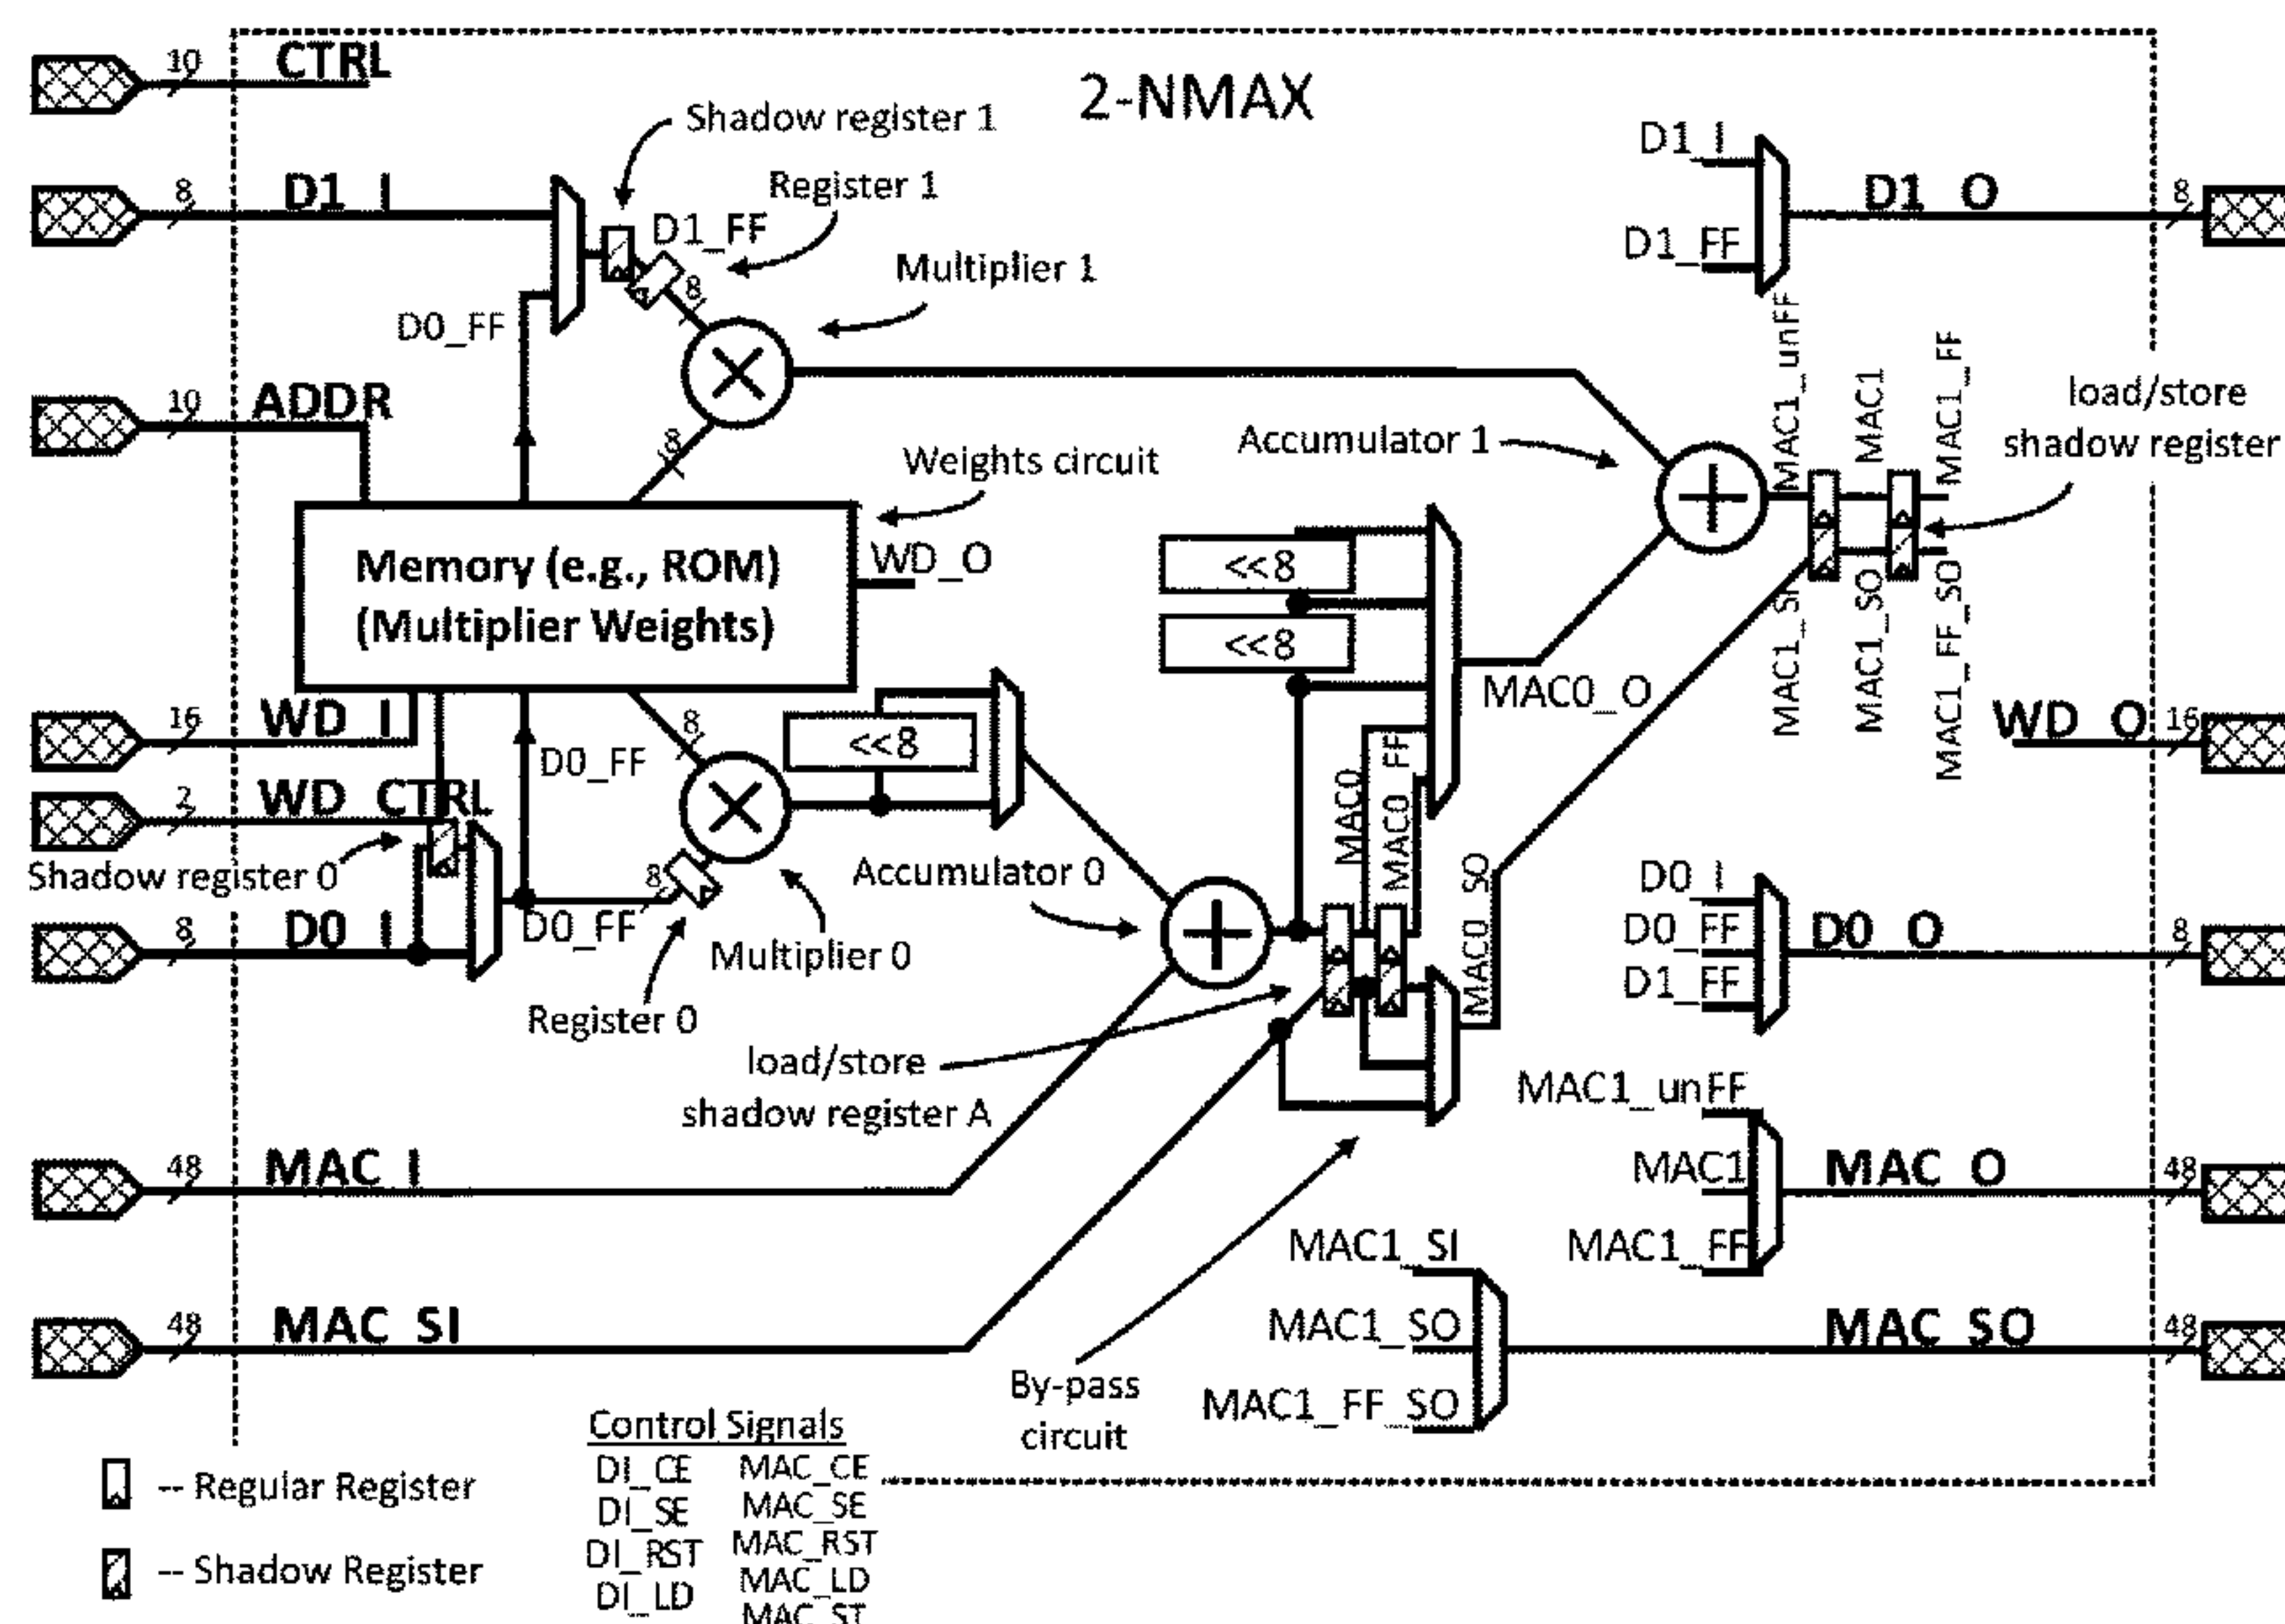 10 CTRL
2-NMAX
Shadow register 1
D1_I
8 D1_I
Register 1
D1_O 8
D1_FF
D1_FF
Multiplier 1
8
D0_FF
MAC1_unFF
MAC1
MAC1_FF
load/store
shadow register
10 ADDR
8
Accumulator 1
Weights circuit
WD_O
<<8
Memory (e.g., ROM)
(Multiplier Weights)
<<8
MAC1_SI
MAC1_SO
MAC1_FF_SO
MAC0_O
16 WD_I
8
<<8
WD_O 16
D0_FF
MAC0
MAC0_FF
2 WD_CTRL
Shadow register 0
Accumulator 0
MAC0_SO
D0_I
8
D0_FF
D0_O 8
8 D0_I
D0_FF
Multiplier 0
D1_FF
Register 0
load/store
shadow register A
MAC1_unFF
48 MAC_I
MAC1
MAC_O 48
MAC1_SI
MAC1_FF
48 MAC_SI
MAC1_SO
MAC_SO 48
By-pass
circuit
MAC1_FF_SO
Control Signals
-- Regular Register
DI_CE MAC_CE
DI_SE MAC_SE
DI_RST MAC_RST
-- Shadow Register
DI_LD MAC_LD
MAC_ST